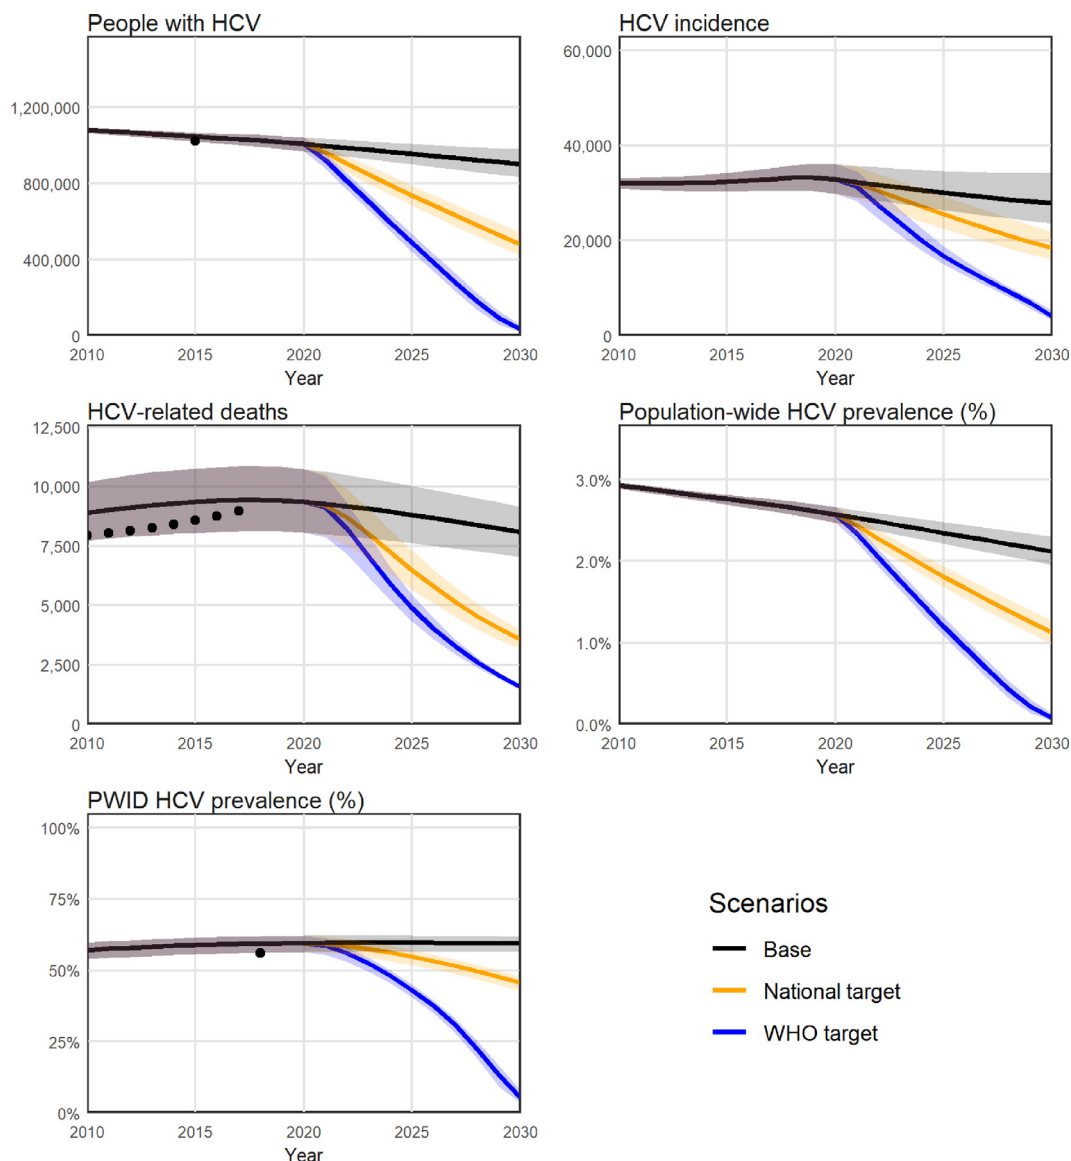 People with HCV
1,200,000
800,000
400,000
0
2010 2015 2020 2025 2030
Year
HCV incidence
60,000
40,000
20,000
0
2010 2015 2020 2025 2030
Year
HCV-related deaths
12,500
10,000
7,500
5,000
2,500
0
2010 2015 2020 2025 2030
Year
Population-wide HCV prevalence (%)
3.0%
2.0%
1.0%
0.0%
2010 2015 2020 2025 2030
Year
PWID HCV prevalence (%)
100%
75%
50%
25%
0%
2010 2015 2020 2025 2030
Year
Scenarios
Base
National target
WHO target